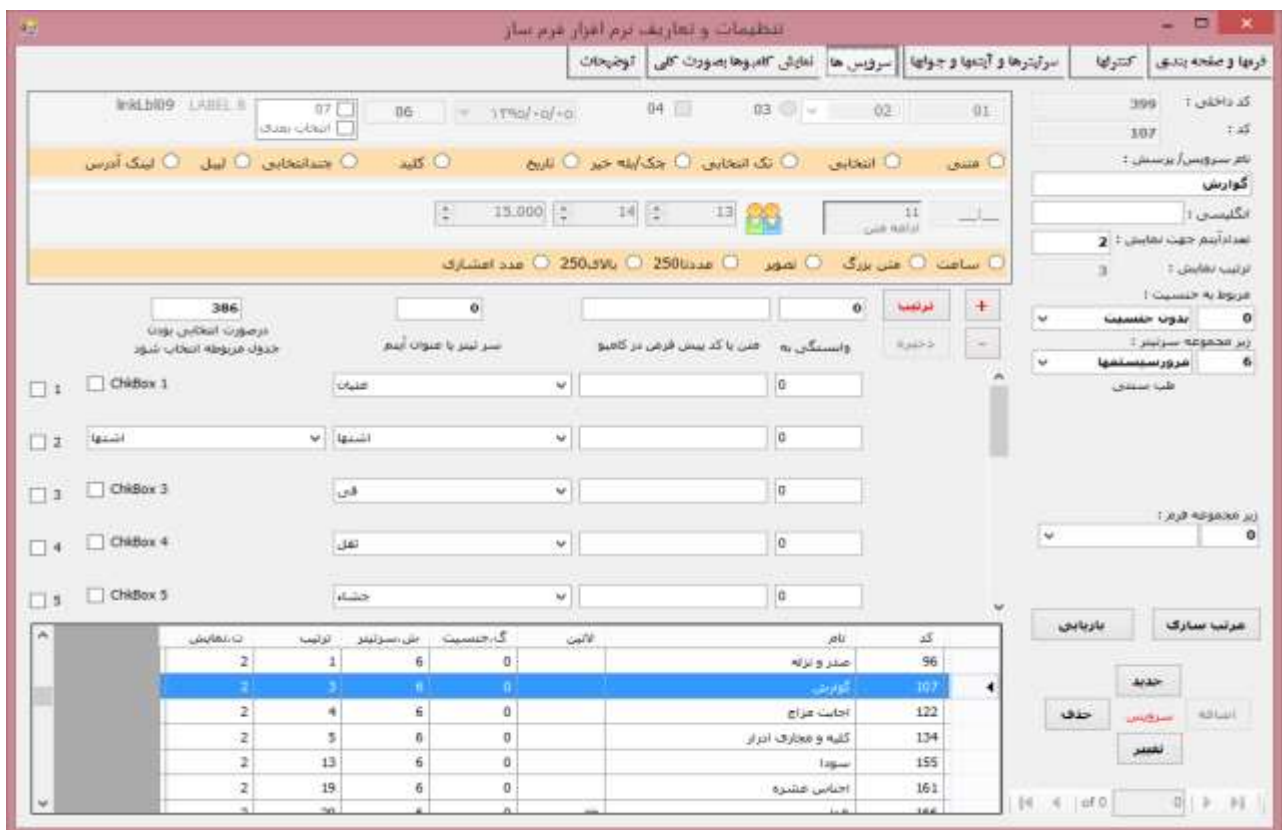 تنظیمات و تعاریف نرم افزار فرم ساز
فرمها و صفحه بندی
کنترلها
سرتیترها و آیتمها و جوابها
سرویس ها
نمایش کامبوها بصورت کلی
توضیحات
کد داخلی : 399
کد : 107
نام سرویس/ پرسش :
گوارش
انگلیسی :
تعدادآیتم جهت نمایش : 2
ترتیب نمایش : 3
مربوط به جنسیت :
0 بدون جنسیت
زیر مجموعه سرتیتر :
6 مرورسیستمها
طب سنتی
زیر مجموعه فرم :
0
مرتب سازی
بازیابی
جدید
اضافه
سرویس
حذف
تغییر
of 0
0
01
02
03
04
۱۳۹۵/۰۵/۰۵
06
07
انتخاب بعدی
LABEL 8
linkLbl09
متنی
انتخابی
تک انتخابی
چک/بله خیر
تاریخ
کلید
چندانتخابی
لیبل
لینک آدرس
__/__
11
ادامه متن
13
14
15.000
ساعت
متن بزرگ
تصویر
عددتا250
بالای250
عدد اعشاری
+
ترتیب
0
0
386
-
ذخیره
وابستگی به
متن یا کد پیش فرض در کامبو
سر تیتر یا عنوان آیتم
درصورت انتخابی بودن
جدول مربوطه انتخاب شود
0 غثیان ChkBox 1 1
0 اشتها اشتها 2
0 قی ChkBox 3 3
0 ثقل ChkBox 4 4
0 جشاء ChkBox 5 5
کد نام لاتین گ.جنسیت ش.سرتیتر ترتیب ت.نمایش
96 صدر و نزله 0 6 1 2
107 گوارش 0 6 3 2
122 اجابت مزاج 0 6 4 2
134 کلیه و مجاری ادرار 0 6 5 2
155 سودا 0 6 13 2
161 اجناس عشره 0 6 19 2